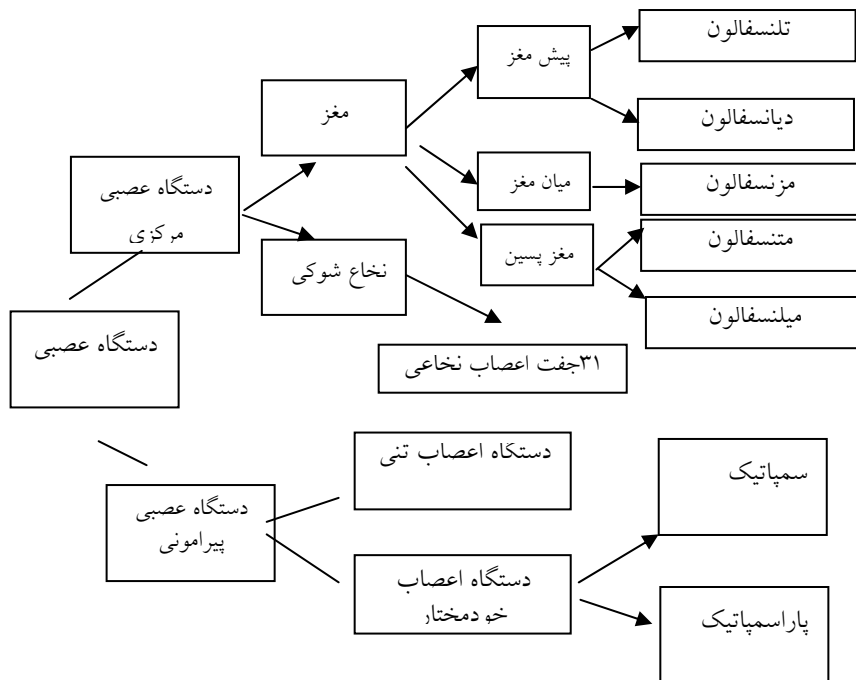 تلنسفالون
پیش مغز
دیانسفالون
مغز
میان مغز
مزنسفالون
دستگاه عصبی
مرکزی
متنسفالون
مغز پسین
نخاع شوکی
میلنسفالون
دستگاه عصبی
۳۱جفت اعصاب نخاعی
دستگاه اعصاب تنی
سمپاتیک
دستگاه عصبی
پیرامونی
دستگاه اعصاب
خودمختار
پاراسمپاتیک